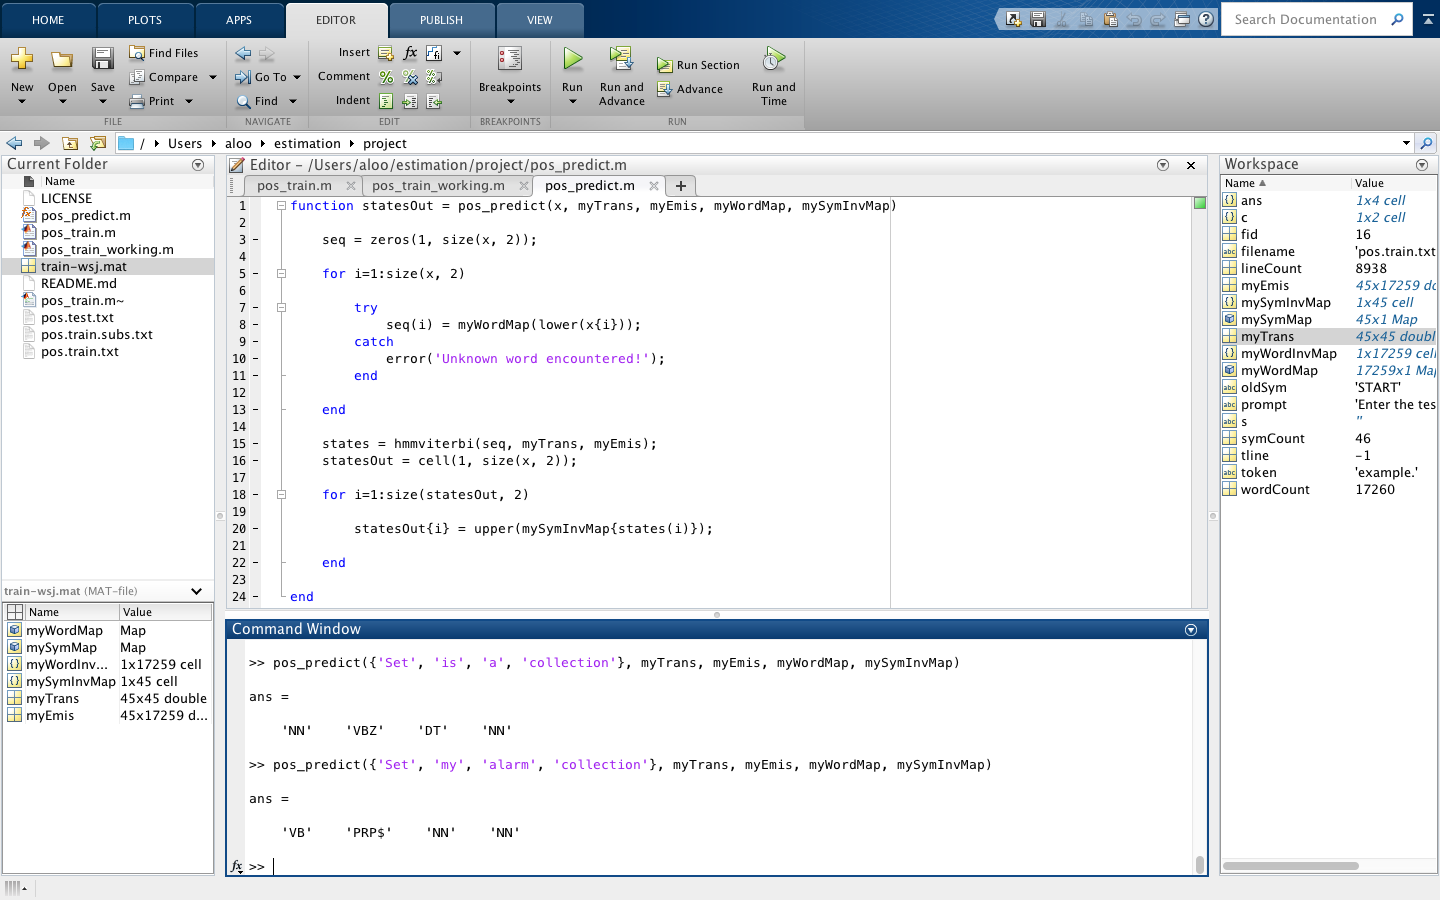 HOME PLOTS APPS EDITOR PUBLISH VIEW
Search Documentation
New Open Save Find Files Compare Print
FILE
Go To Find
NAVIGATE
Insert fx
Comment
Indent
EDIT
Breakpoints
BREAKPOINTS
Run Run and Advance Run Section Advance Run and Time
RUN
/ Users aloo estimation project
Current Folder
Name
LICENSE
pos_predict.m
pos_train.m
pos_train_working.m
train-wsj.mat
README.md
pos_train.m~
pos.test.txt
pos.train.subs.txt
pos.train.txt
train-wsj.mat (MAT-file)
Name Value
myWordMap Map
mySymMap Map
myWordInv... 1x17259 cell
mySymInvMap 1x45 cell
myTrans 45x45 double
myEmis 45x17259 d...
Editor - /Users/aloo/estimation/project/pos_predict.m
pos_train.m pos_train_working.m pos_predict.m
1 function statesOut = pos_predict(x, myTrans, myEmis, myWordMap, mySymInvMap)
2
3 - seq = zeros(1, size(x, 2));
4
5 - for i=1:size(x, 2)
6
7 - try
8 - seq(i) = myWordMap(lower(x{i}));
9 - catch
10 - error('Unknown word encountered!');
11 - end
12
13 - end
14
15 - states = hmmviterbi(seq, myTrans, myEmis);
16 - statesOut = cell(1, size(x, 2));
17
18 - for i=1:size(statesOut, 2)
19
20 - statesOut{i} = upper(mySymInvMap{states(i)});
21
22 - end
23
24 - end
Command Window
>> pos_predict({'Set', 'is', 'a', 'collection'}, myTrans, myEmis, myWordMap, mySymInvMap)
ans =
'NN' 'VBZ' 'DT' 'NN'
>> pos_predict({'Set', 'my', 'alarm', 'collection'}, myTrans, myEmis, myWordMap, mySymInvMap)
ans =
'VB' 'PRP$' 'NN' 'NN'
fx >>
Workspace
Name Value
ans 1x4 cell
c 1x2 cell
fid 16
filename 'pos.train.txt
lineCount 8938
myEmis 45x17259 do
mySymInvMap 1x45 cell
mySymMap 45x1 Map
myTrans 45x45 doubl
myWordInvMap 1x17259 cell
myWordMap 17259x1 Map
oldSym 'START'
prompt 'Enter the tes
s ''
symCount 46
tline -1
token 'example.'
wordCount 17260